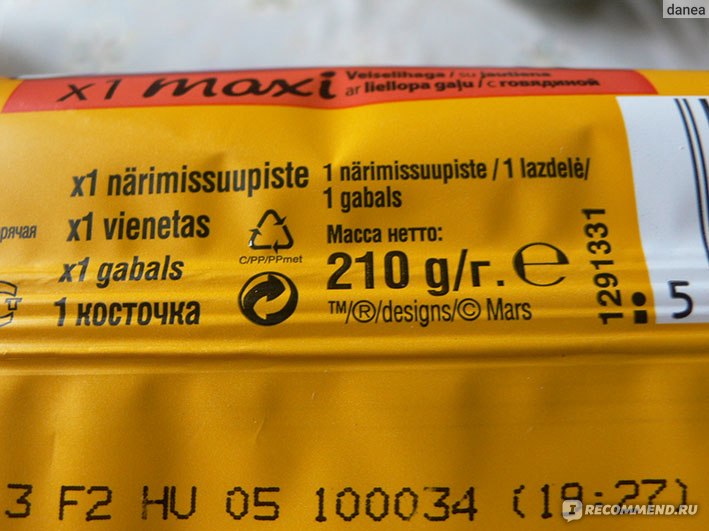 danea
x1 maxi
Veiselihaga / su jautiena
ar liellopa gaļu / с говядиной
x1 närimissuupiste
x1 vienetas
x1 gabals
1 косточка
рячая
C/PP/PPmet
1 närimissuupiste / 1 lazdelė/
1 gabals
Масса нетто:
210 g/г. ℮
™/®/designs/© Mars
1291331
5
3 F2 HU 05 100034 (18:27)
IRECOMMEND.RU